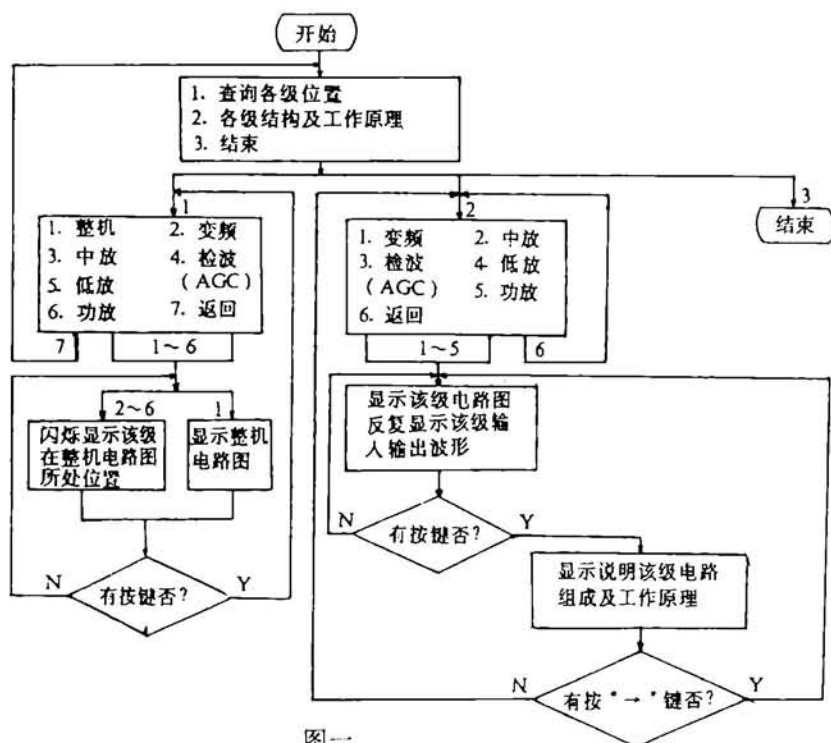 开始
1. 查询各级位置
2. 各级结构及工作原理
3. 结束
1
2
3
结束
1. 整机 2. 变频
3. 中放 4. 检波
5. 低放 (AGC)
6. 功放 7. 返回
7
1～6
1. 变频 2. 中放
3. 检波 4. 低放
(AGC) 5. 功放
6. 返回
1～5
6
2～6
1
闪烁显示该级
在整机电路图
所处位置
显示整机
电路图
显示该级电路图
反复显示该级输
入输出波形
N
有按键否?
Y
N
有按键否?
Y
显示说明该级电路
组成及工作原理
N
有按"→"键否?
Y
图一